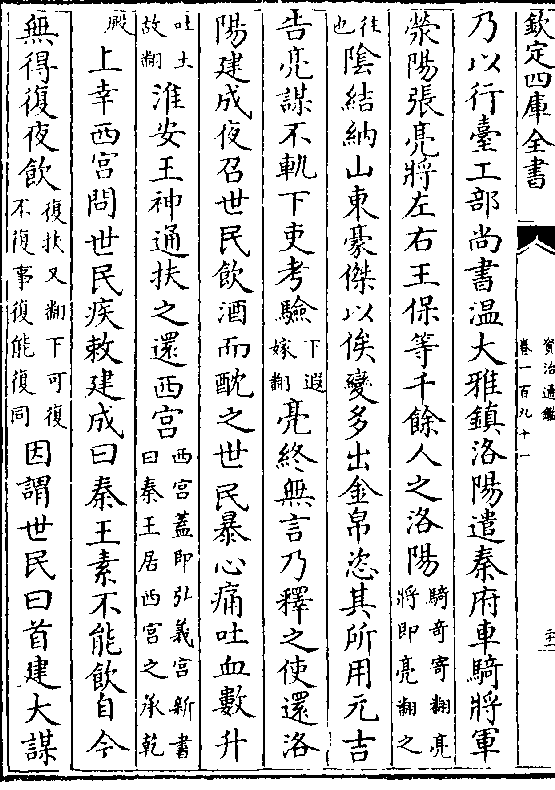 欽定四庫全書
資治通鑑
卷一百九十一
乃以行臺工部尚書温大雅鎮洛陽遣秦府車騎將軍
滎陽張亮將左右王保等千餘人之洛陽騎奇寄翻亮將即亮翻之
往也陰結納山東豪傑以俟變多出金帛恣其所用元吉
告亮謀不軌下吏考驗下遐嫁翻亮終無言乃釋之使還洛
陽建成夜召世民飲酒而酖之世民暴心痛吐血數升
吐土故翻淮安王神通扶之還西宮西宮蓋即弘義宮新書曰秦王居西宮之承乾
殿上幸西宮問世民疾敕建成曰秦王素不能飲自今
無得復夜飲復扶又翻下可復不復事復能復同因謂世民曰首建大謀